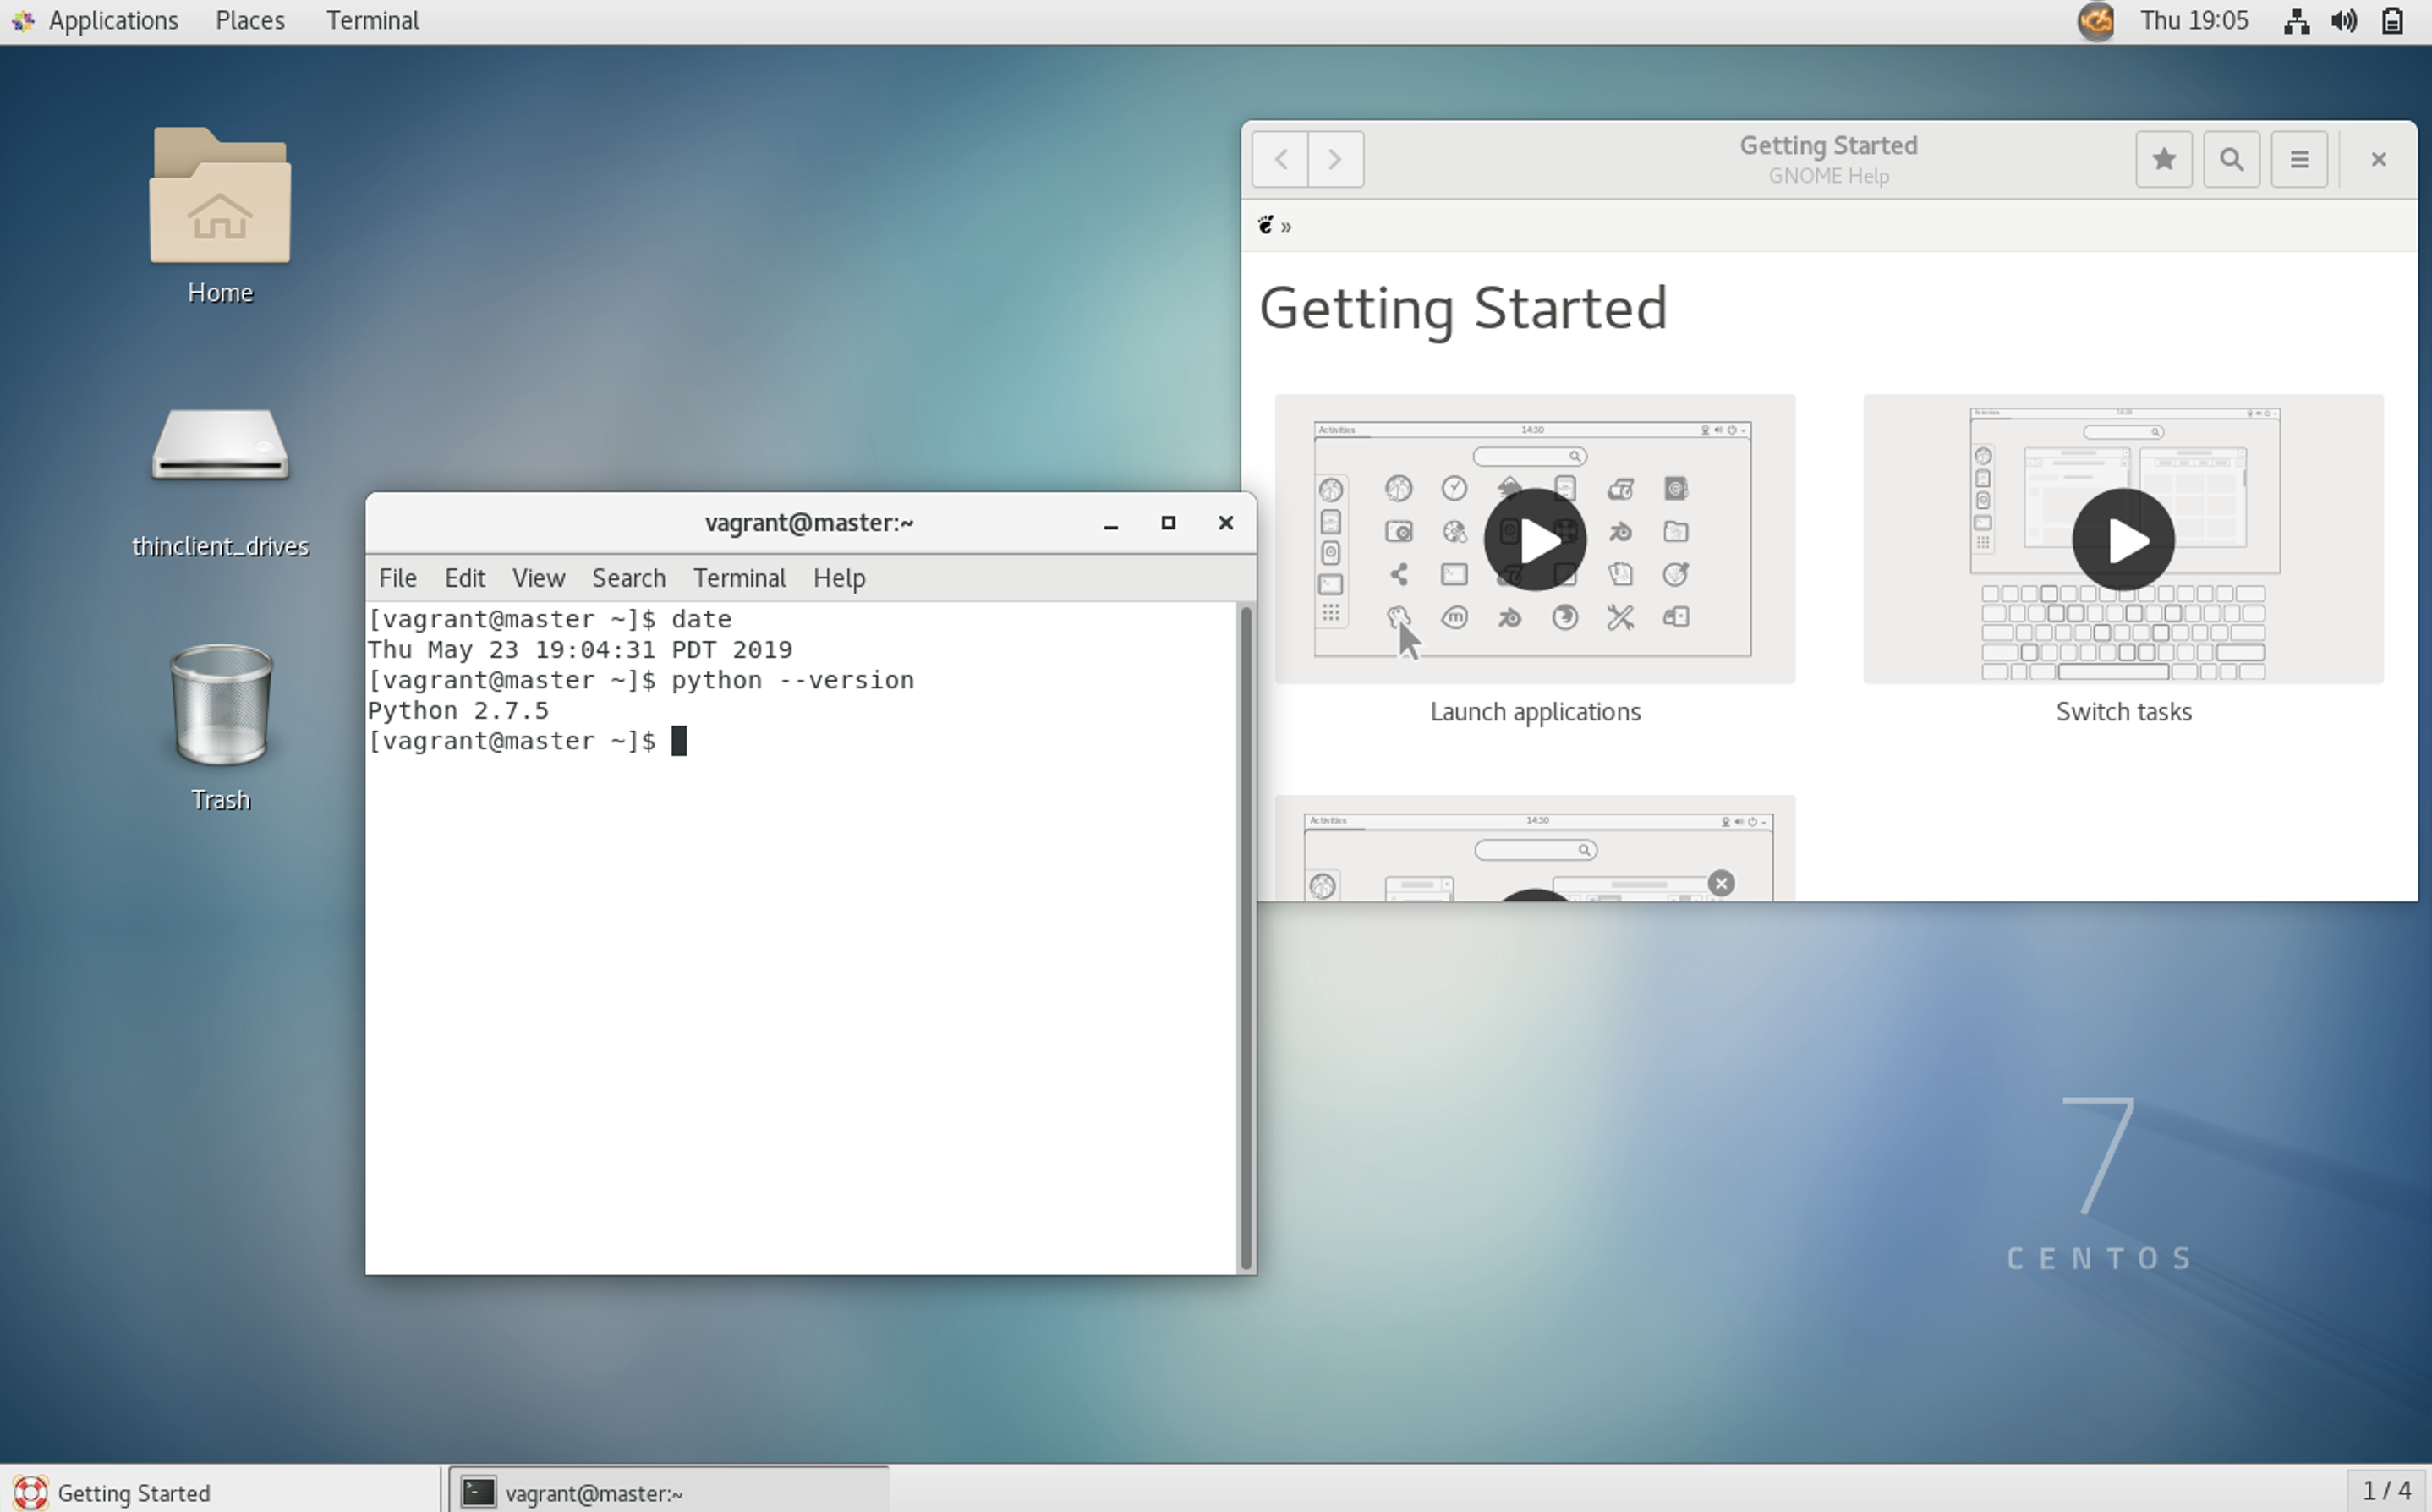 Applications Places Terminal
Thu 19:05
Home
thinclient_drives
Trash
Getting Started
GNOME Help
»
Getting Started
Activities 14:30
Launch applications
Switch tasks
Activities 14:30
vagrant@master:~
File Edit View Search Terminal Help
[vagrant@master ~]$ date
Thu May 23 19:04:31 PDT 2019
[vagrant@master ~]$ python --version
Python 2.7.5
[vagrant@master ~]$
7
CENTOS
Getting Started
vagrant@master:~
1 / 4